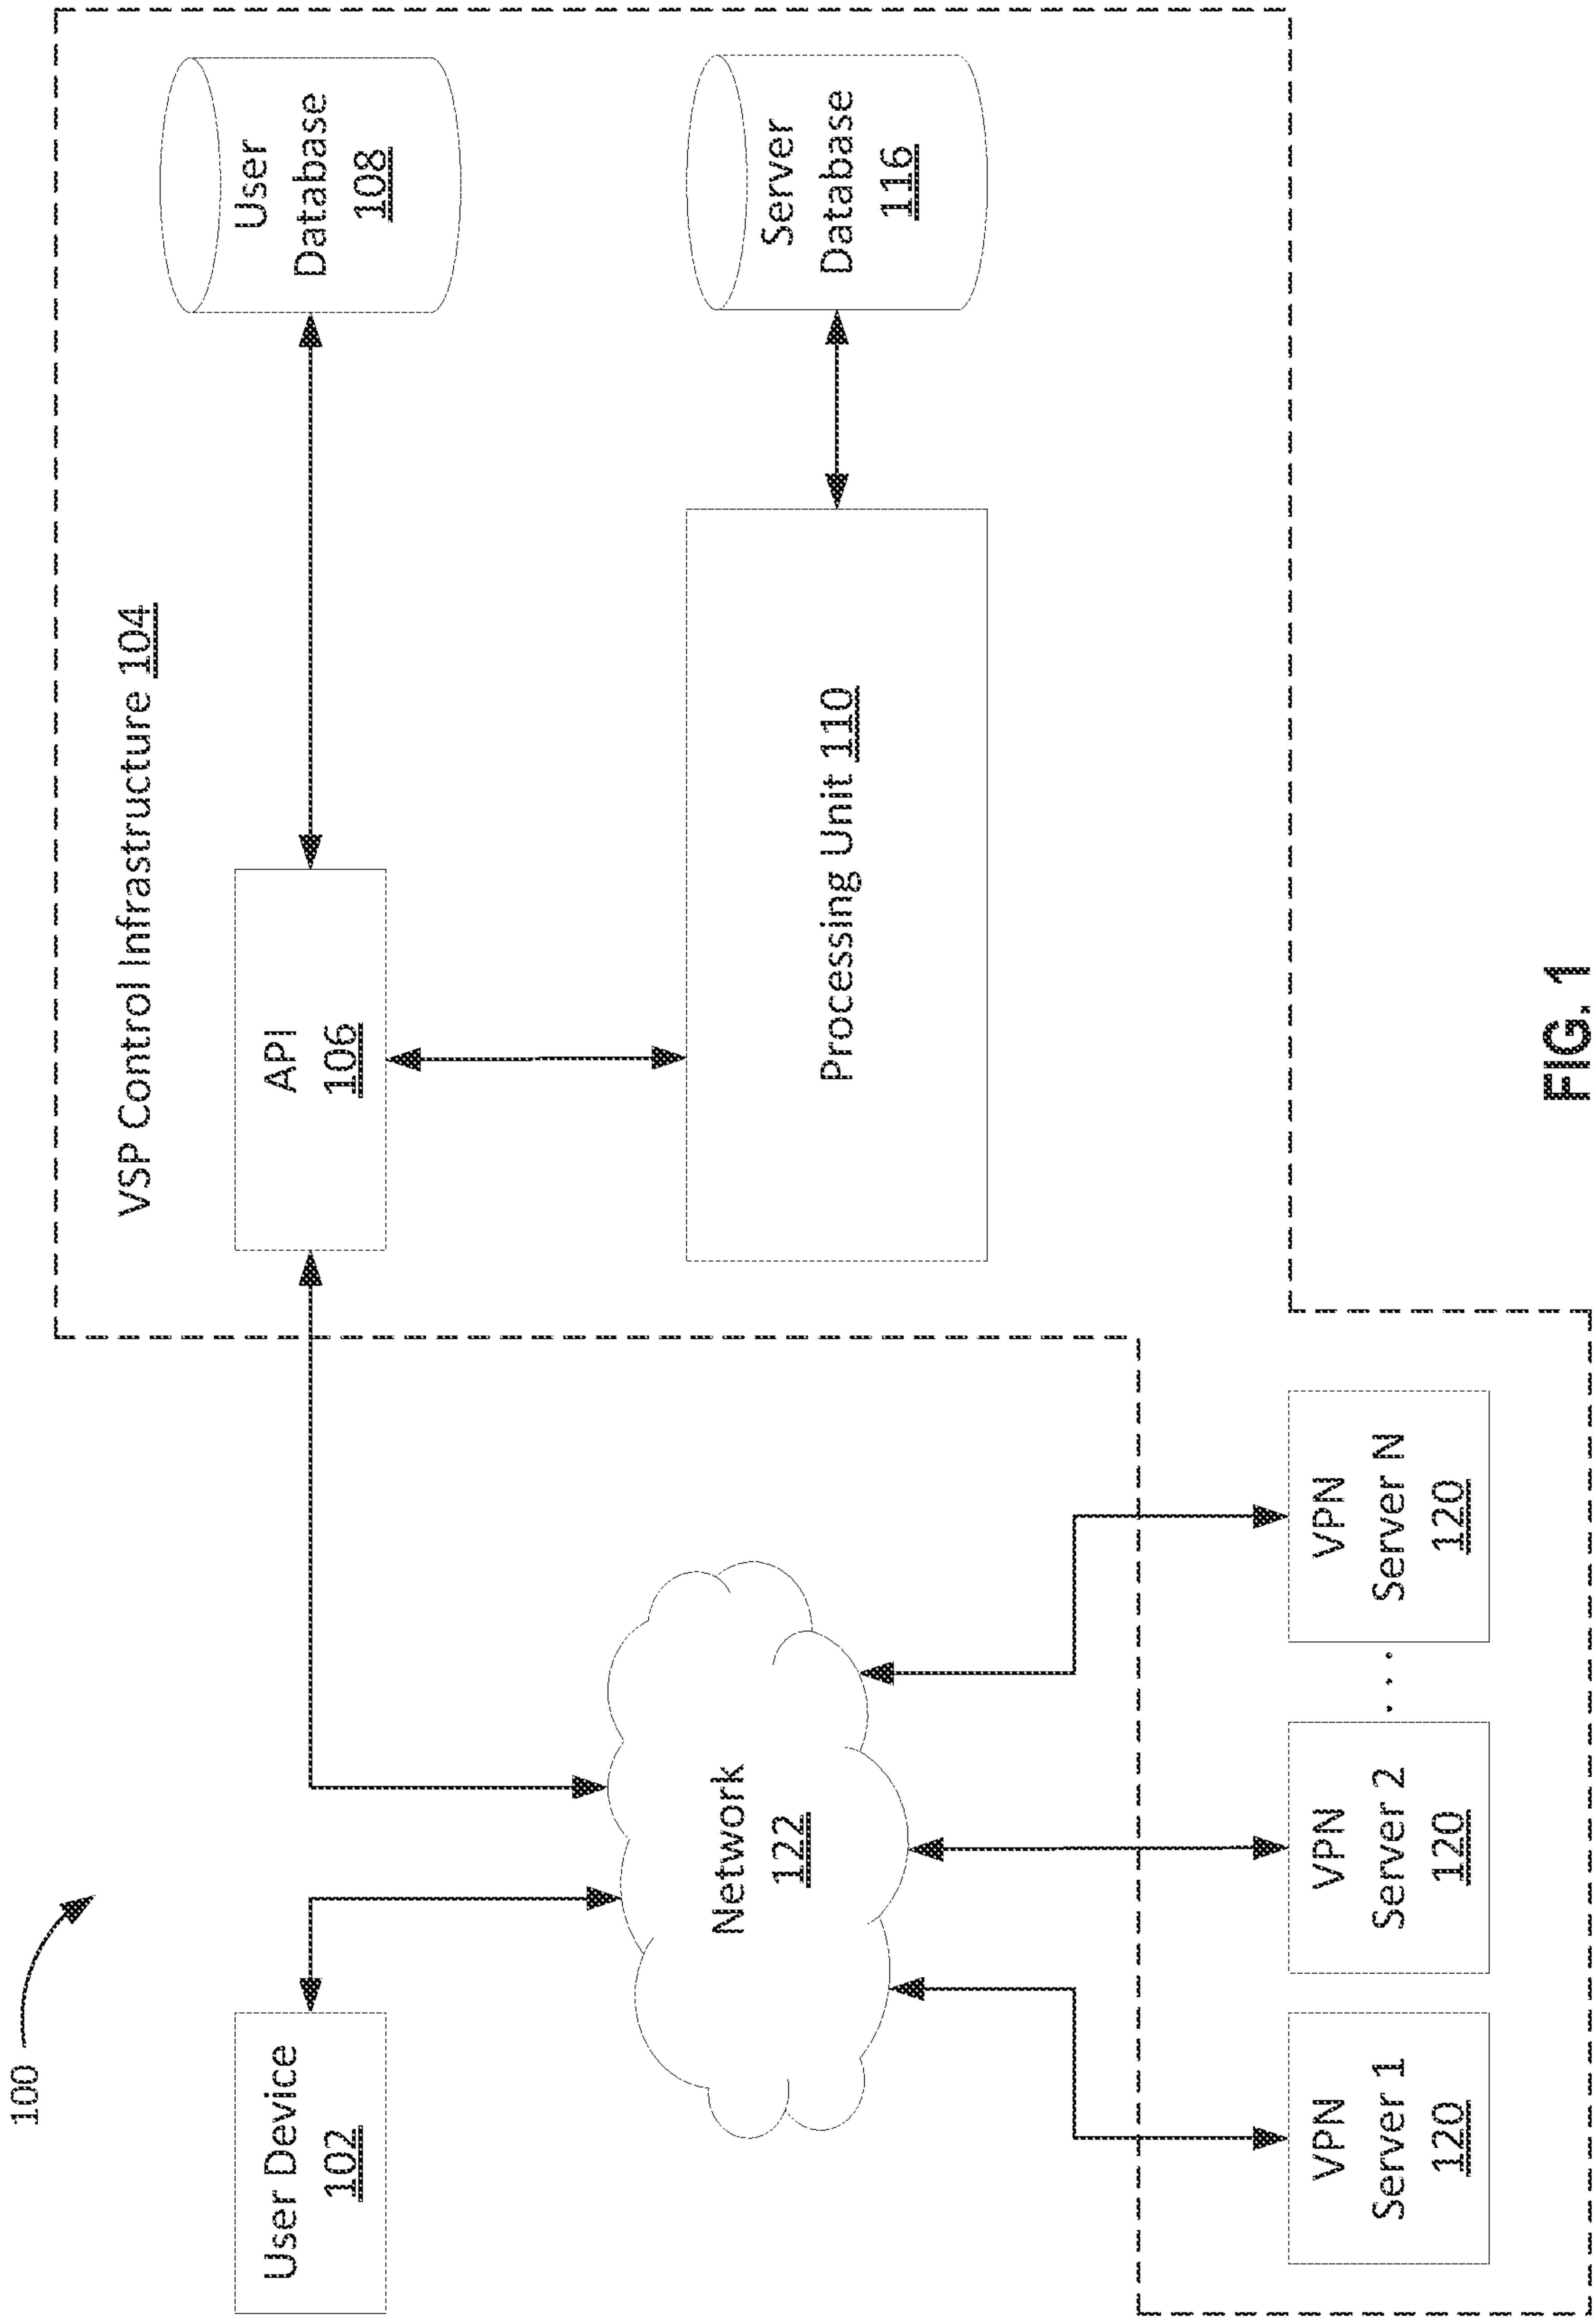 100
VSP Control Infrastructure 104
User Device
102
API
106
User
Database
108
Network
122
Processing Unit 110
Server
Database
116
VPN
Server 1
120
VPN
Server 2
120
...
VPN
Server N
120
FIG. 1